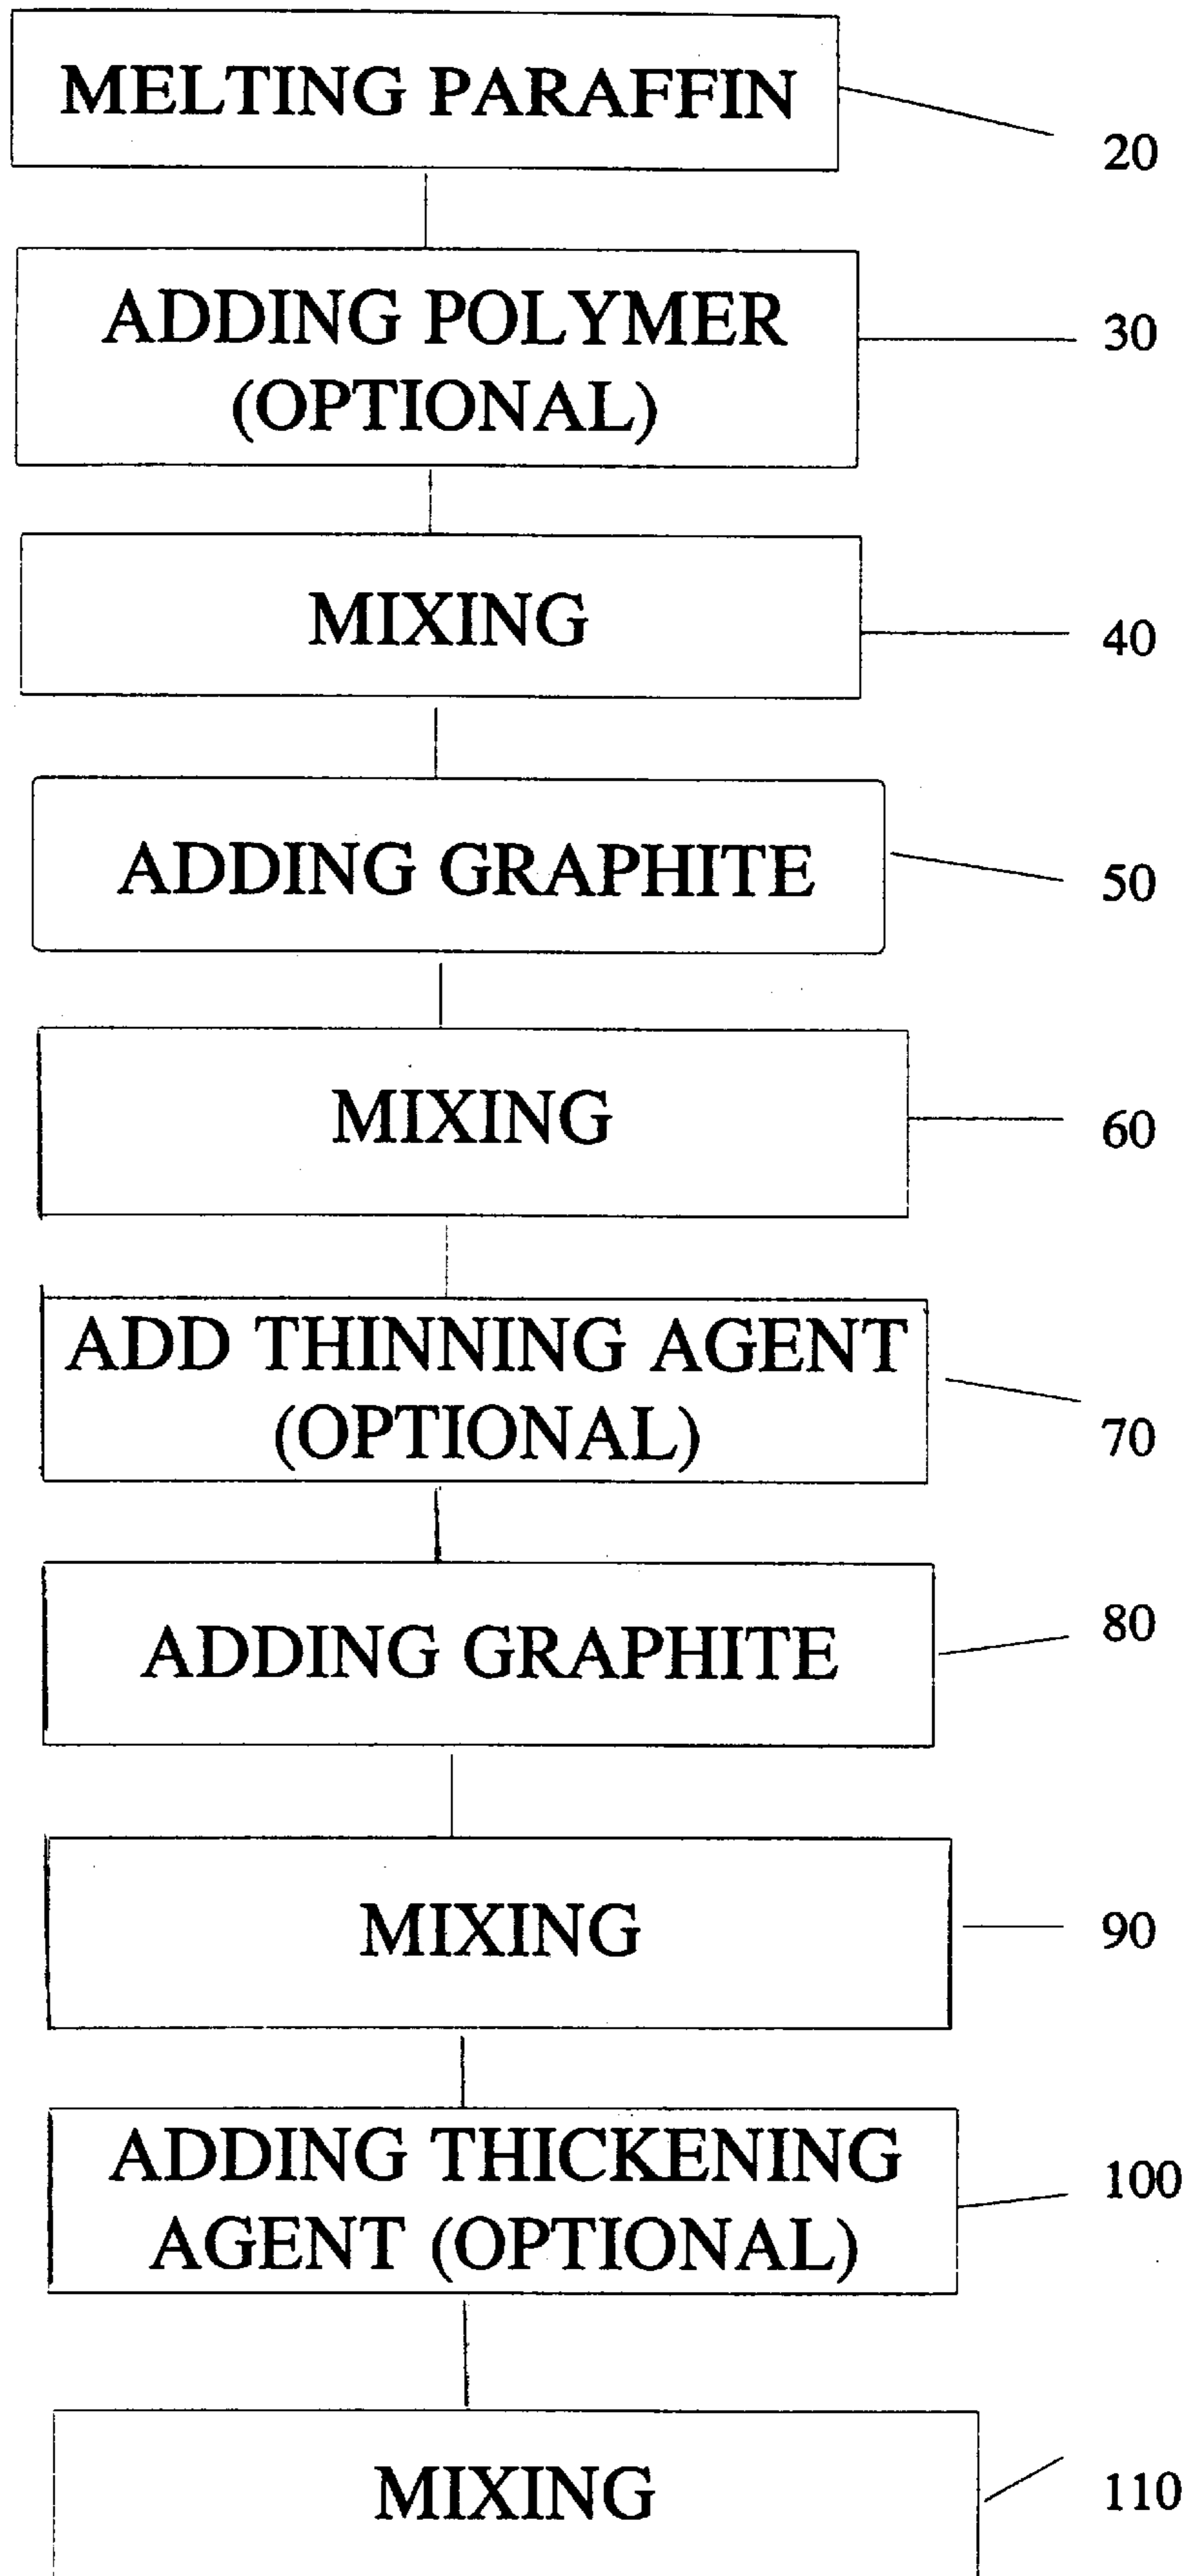 MELTING PARAFFIN
20
ADDING POLYMER
(OPTIONAL)
30
MIXING
40
ADDING GRAPHITE
50
MIXING
60
ADD THINNING AGENT
(OPTIONAL)
70
ADDING GRAPHITE
80
MIXING
90
ADDING THICKENING
AGENT (OPTIONAL)
100
MIXING
110